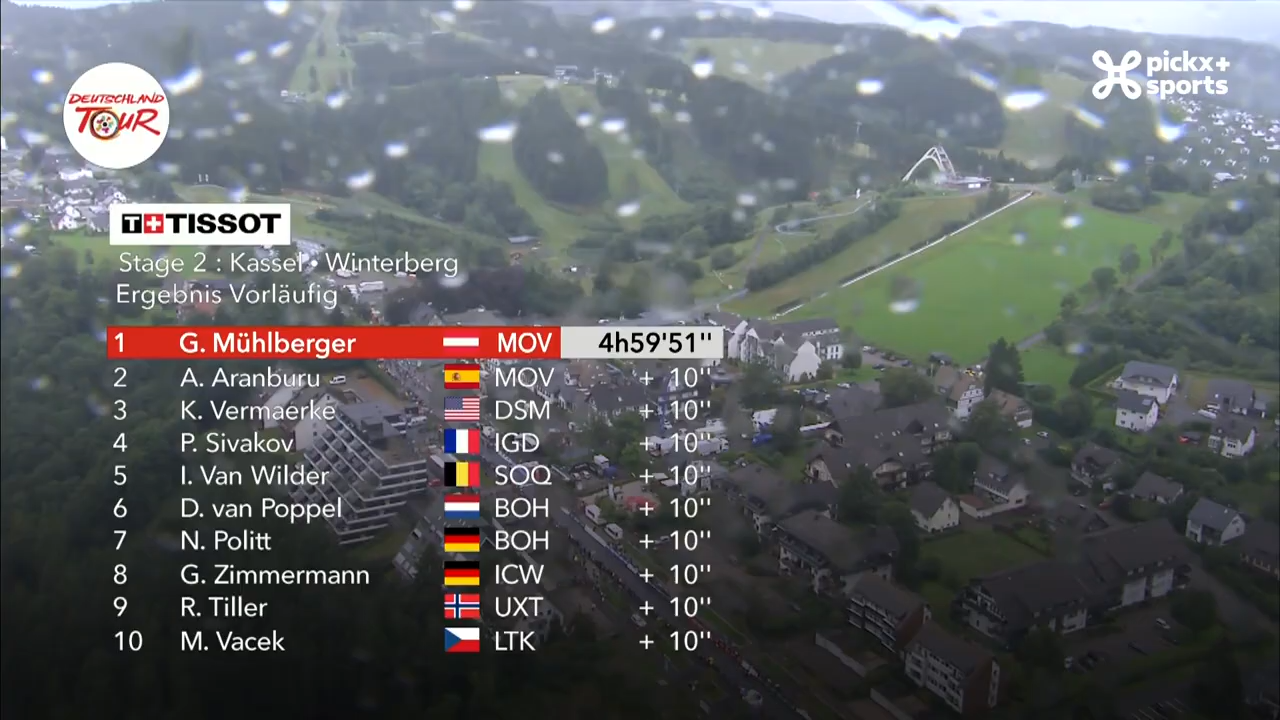 DEUTSCHLAND
TOUR
pickx+
sports
T+TISSOT
Stage 2 : Kassel • Winterberg
Ergebnis Vorläufig
1 G. Mühlberger MOV 4h59'51''
2 A. Aranburu MOV + 10''
3 K. Vermaerke DSM + 10''
4 P. Sivakov IGD + 10''
5 I. Van Wilder SOQ + 10''
6 D. van Poppel BOH + 10''
7 N. Politt BOH + 10''
8 G. Zimmermann ICW + 10''
9 R. Tiller UXT + 10''
10 M. Vacek LTK + 10''